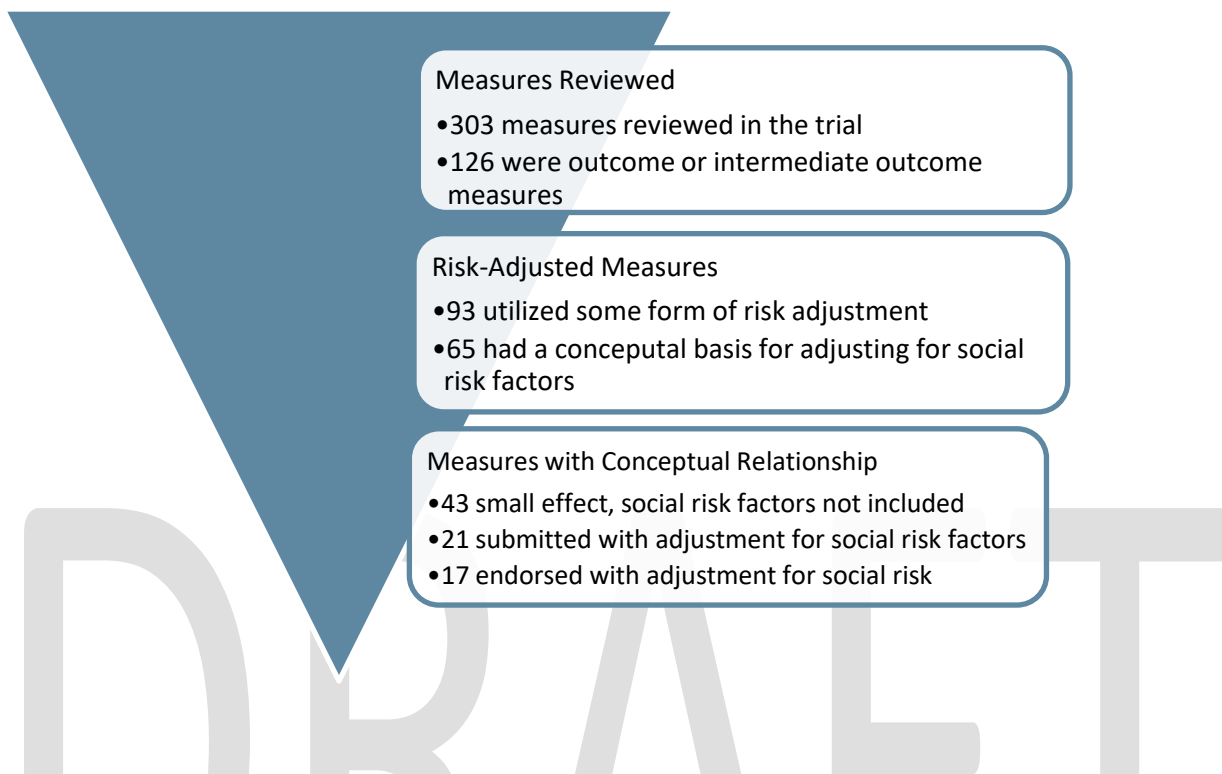 Measures Reviewed
•303 measures reviewed in the trial
•126 were outcome or intermediate outcome
measures
Risk-Adjusted Measures
•93 utilized some form of risk adjustment
•65 had a conceputal basis for adjusting for social
risk factors
Measures with Conceptual Relationship
•43 small effect, social risk factors not included
•21 submitted with adjustment for social risk factors
•17 endorsed with adjustment for social risk
DRAFT